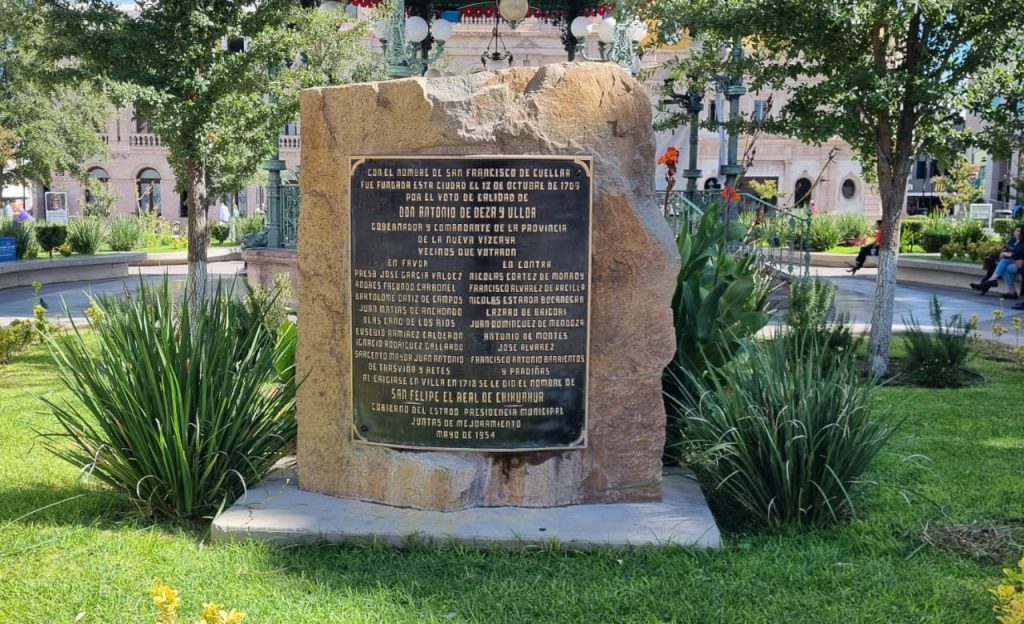 CON EL NOMBRE DE SAN FRANCISCO DE CUELLAR
FUE FUNDADA ESTA CIUDAD EL 12 OCTUBRE DE 1709
POR EL VOTO DE CALIDAD DE
DON ANTONIO DE DEZA Y ULLOA
GOBERNADOR Y COMANDANTE DE LA PROVINCIA
DE LA NUEVA VIZCAYA
VECINOS QUE VOTARON
EN FAVOR EN CONTRA
PRESB JOSE GARCIA VALDEZ NICOLAS CORTEZ DE MONROY
ANDRES FACUNDO CARBONEL FRANCISCO ALVAREZ DE ARCILLA
BARTOLOME ORTIZ DE CAMPOS NICOLAS ESTRADA BOCANEGRA
JUAN MATIAS DE ANCHONDO LAZARO DE BRIGORI
BLAS CANO DE LOS RIOS JUAN DOMINGUEZ DE MENDOZA
EUSEBIO RAMIREZ CALDERON ANTONIO DE MONTES
IGNACIO RODRIGUEZ GALLARDO JOSE ALVAREZ
SARGENTO MAYOR JUAN ANTONIO FRANCISCO ANTONIO BARRIENTOS
DE TRASVIÑA Y RETES Y PARDIÑAS
AL ERIGIRSE EN VILLA EN 1718 SE LE DIO EL NOMBRE DE
SAN FELIPE EL REAL DE CHIHUAHUA
GOBIERNO DEL ESTADO PRESIDENCIA MUNICIPAL
JUNTAS DE MEJORAMIENTO
MAYO DE 1954